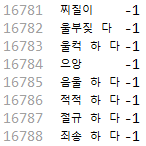 16781 찌질이 -1
16782 울부짖 다 -1
16783 울컥 하 다 -1
16784 으앙 -1
16785 음울 하 다 -1
16786 적적 하 다 -1
16787 절규 하 다 -1
16788 죄송 하 다 -1